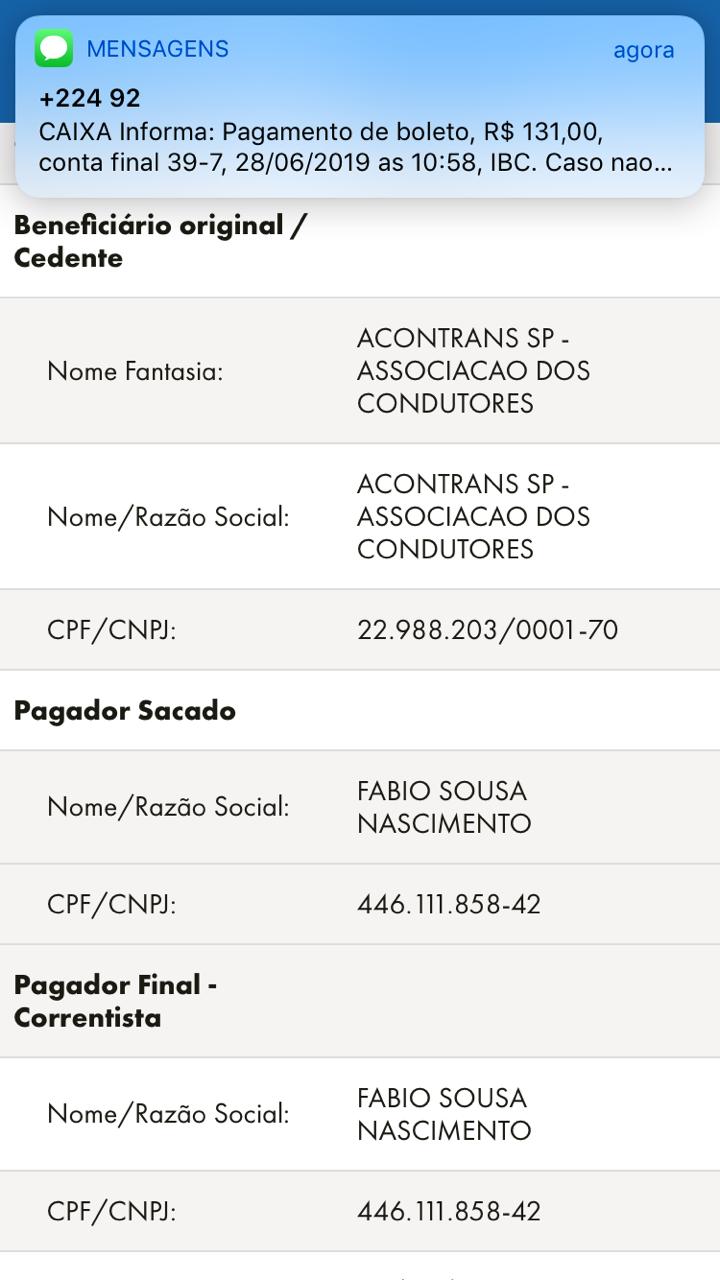 MENSAGENS
agora
+224 92
CAIXA Informa: Pagamento de boleto, R$ 131,00,
conta final 39-7, 28/06/2019 as 10:58, IBC. Caso nao...
Beneficiário original /
Cedente
Nome Fantasia:
ACONTRANS SP -
ASSOCIACAO DOS
CONDUTORES
Nome/Razão Social:
ACONTRANS SP -
ASSOCIACAO DOS
CONDUTORES
CPF/CNPJ:
22.988.203/0001-70
Pagador Sacado
Nome/Razão Social:
FABIO SOUSA
NASCIMENTO
CPF/CNPJ:
446.111.858-42
Pagador Final -
Correntista
Nome/Razão Social:
FABIO SOUSA
NASCIMENTO
CPF/CNPJ:
446.111.858-42